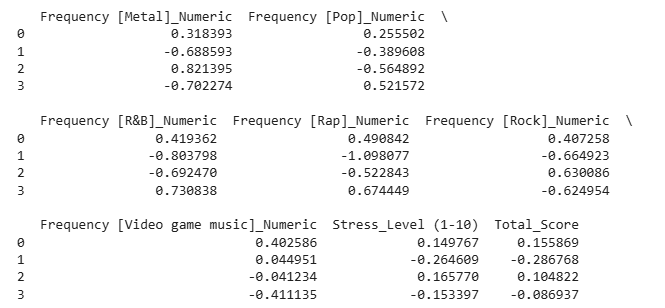 Frequency [Metal]_Numeric  Frequency [Pop]_Numeric  \
0                   0.318393                 0.255502
1                  -0.688593                -0.389608
2                   0.821395                -0.564892
3                  -0.702274                 0.521572
Frequency [R&B]_Numeric  Frequency [Rap]_Numeric  Frequency [Rock]_Numeric  \
0                 0.419362                 0.490842                  0.407258
1                -0.803798                -1.098077                 -0.664923
2                -0.692470                -0.522843                  0.630086
3                 0.730838                 0.674449                 -0.624954
Frequency [Video game music]_Numeric  Stress_Level (1-10)  Total_Score
0                              0.402586             0.149767     0.155869
1                              0.044951            -0.264609    -0.286768
2                             -0.041234             0.165770     0.104822
3                             -0.411135            -0.153397    -0.086937